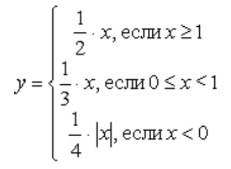 1/2 · x, если x ≥ 1
y = { 1/3 · x, если 0 ≤ x < 1
1/4 · |x|, если x < 0